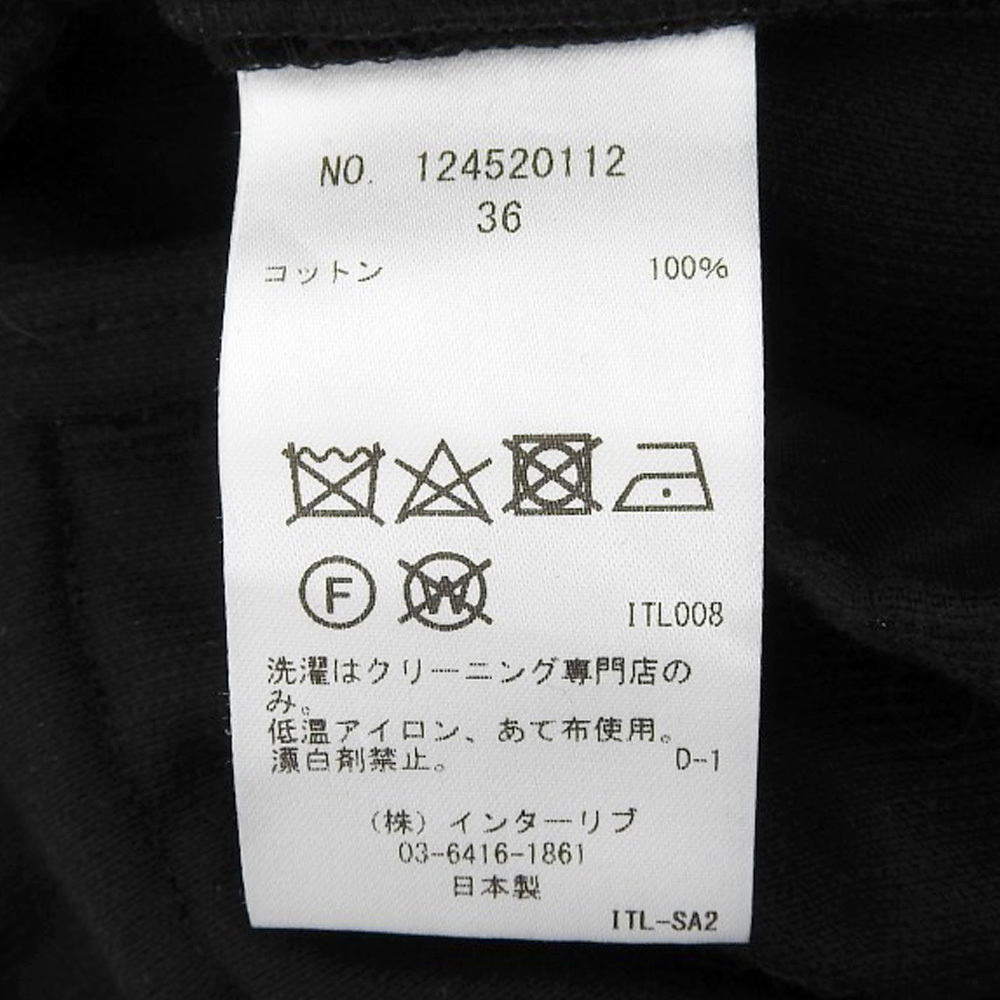 NO. 124520112
36
コットン 100%
F W ITL008
洗濯はクリーニング専門店の
み。
低温アイロン、あて布使用。
漂白剤禁止。 D-1
(株)インターリブ
03-6416-1861
日本製
ITL-SA2